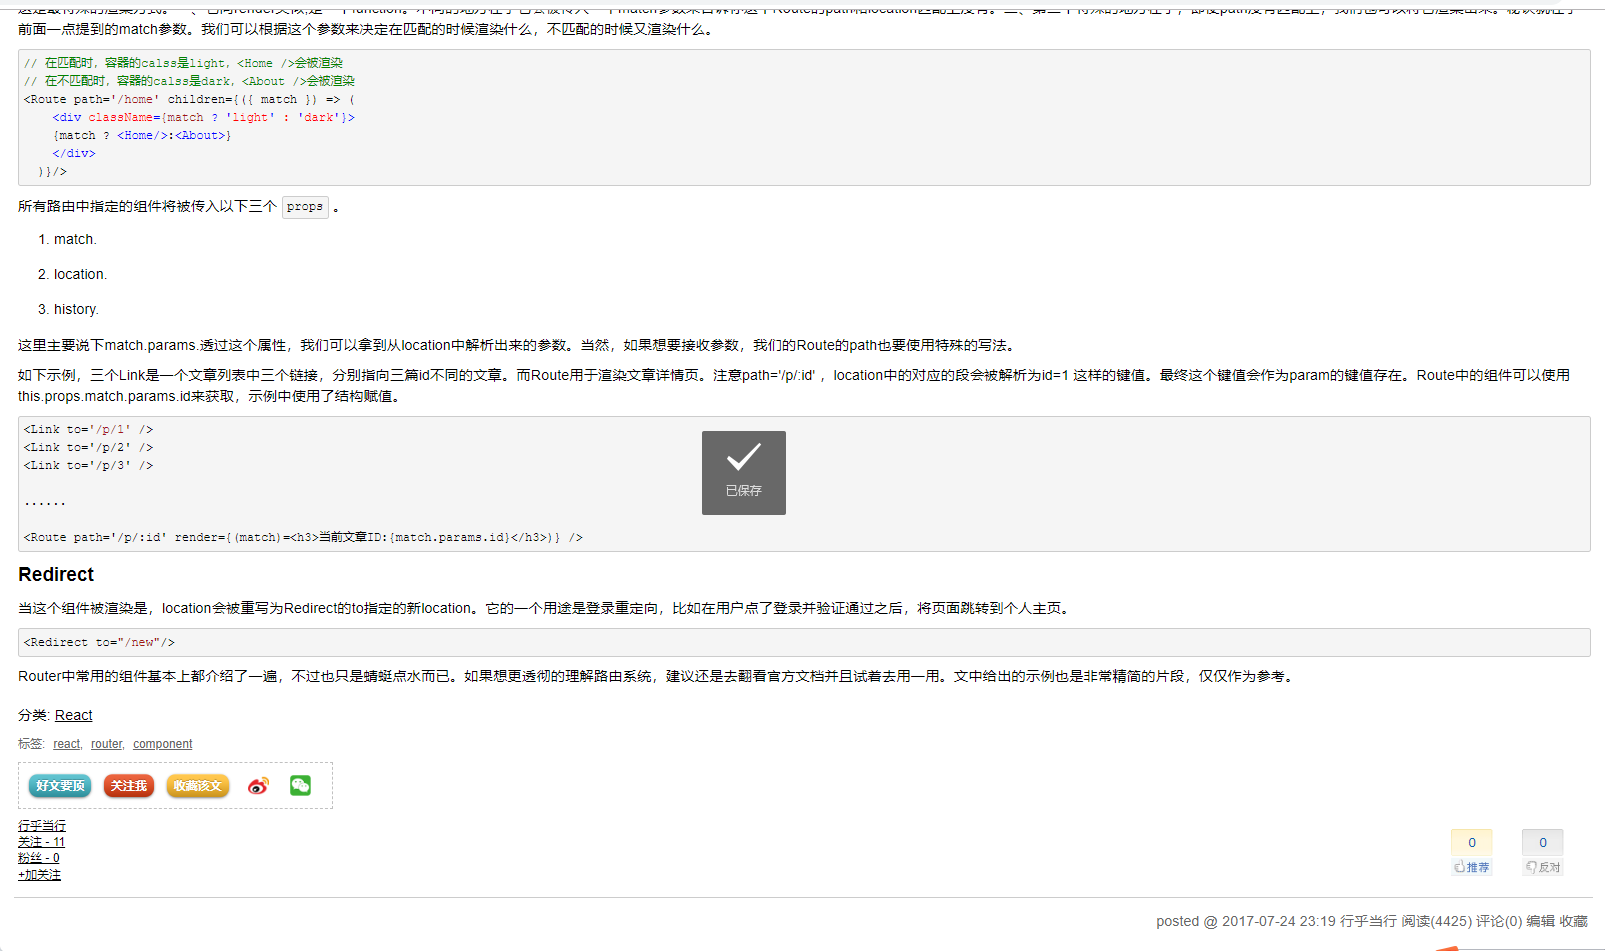 前面一点提到的match参数。我们可以根据这个参数来决定在匹配的时候渲染什么，不匹配的时候又渲染什么。
// 在匹配时，容器的calss是light，<Home />会被渲染
// 在不匹配时，容器的calss是dark，<About />会被渲染
<Route path='/home' children={({ match }) => (
<div className={match ? 'light' : 'dark'}>
{match ? <Home/>:<About>}
</div>
)}/>
所有路由中指定的组件将被传入以下三个 props 。
1. match.
2. location.
3. history.
这里主要说下match.params.透过这个属性，我们可以拿到从location中解析出来的参数。当然，如果想要接收参数，我们的Route的path也要使用特殊的写法。
如下示例，三个Link是一个文章列表中三个链接，分别指向三篇id不同的文章。而Route用于渲染文章详情页。注意path='/p/:id' ，location中的对应的段会被解析为id=1 这样的键值。最终这个键值会作为param的键值存在。Route中的组件可以使用
this.props.match.params.id来获取，示例中使用了结构赋值。
<Link to='/p/1' />
<Link to='/p/2' />
<Link to='/p/3' />
已保存
......
<Route path='/p/:id' render={(match)=<h3>当前文章ID:{match.params.id}</h3>)} />
Redirect
当这个组件被渲染是，location会被重写为Redirect的to指定的新location。它的一个用途是登录重定向，比如在用户点了登录并验证通过之后，将页面跳转到个人主页。
<Redirect to="/new"/>
Router中常用的组件基本上都介绍了一遍，不过也只是蜻蜓点水而已。如果想更透彻的理解路由系统，建议还是去翻看官方文档并且试着去用一用。文中给出的示例也是非常精简的片段，仅仅作为参考。
分类: React
标签: react, router, component
好文要顶 关注我 收藏该文
行乎当行
关注 - 11
粉丝 - 0
+加关注
0 0
推荐 反对
posted @ 2017-07-24 23:19 行乎当行 阅读(4425) 评论(0) 编辑 收藏